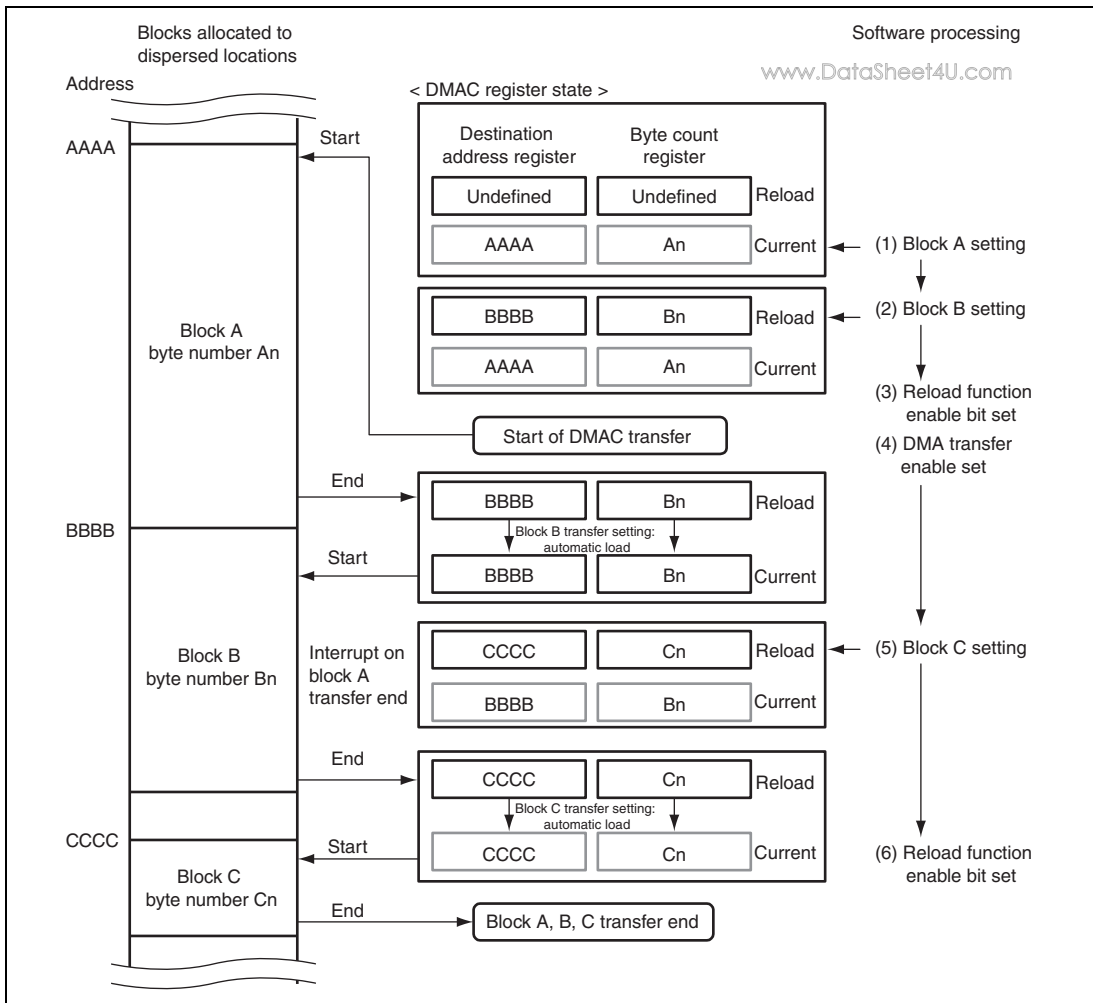 Blocks allocated to
dispersed locations
Software processing
www.DataSheet4U.com
Address
< DMAC register state >
AAAA
Start
Destination
address register
Byte count
register
Undefined
Undefined
Reload
AAAA
An
Current
(1) Block A setting
Block A
byte number An
BBBB
Bn
Reload
(2) Block B setting
AAAA
An
Current
(3) Reload function
enable bit set
Start of DMAC transfer
(4) DMA transfer
enable set
End
BBBB
Bn
Reload
BBBB
Block B transfer setting:
automatic load
Start
BBBB
Bn
Current
Block B
byte number Bn
Interrupt on
block A
transfer end
CCCC
Cn
Reload
(5) Block C setting
BBBB
Bn
Current
End
CCCC
Cn
Reload
Block C transfer setting:
automatic load
CCCC
Start
CCCC
Cn
Current
(6) Reload function
enable bit set
Block C
byte number Cn
End
Block A, B, C transfer end